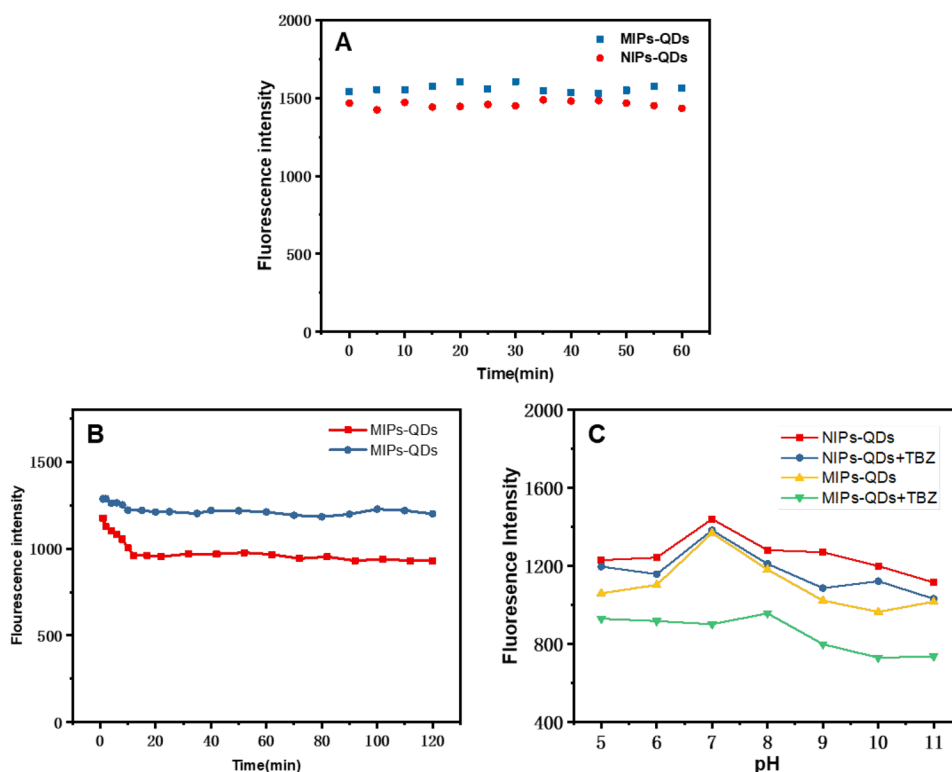 A
MIPs-QDs
NIPs-QDs
2000
1500
1000
500
0
Fluorescence intensity
0 10 20 30 40 50 60
Time(min)
B
MIPs-QDs
MIPs-QDs
1500
1000
500
0
Flourescence intensity
0 20 40 60 80 100 120
Time(min)
C
NIPs-QDs
NIPs-QDs+TBZ
MIPs-QDs
MIPs-QDs+TBZ
2000
1600
1200
800
400
Fluoresence Intensity
5 6 7 8 9 10 11
pH